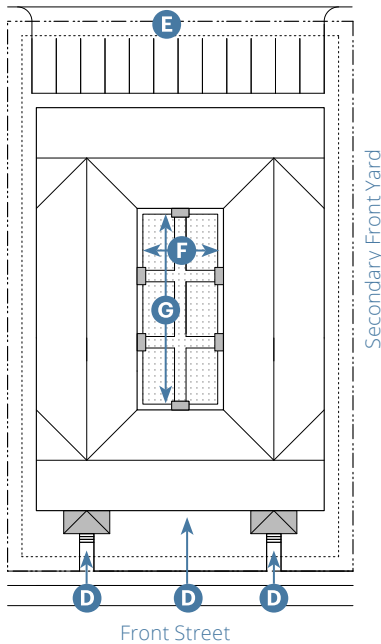 E
Secondary Front Yard
F
G
D D D
Front Street